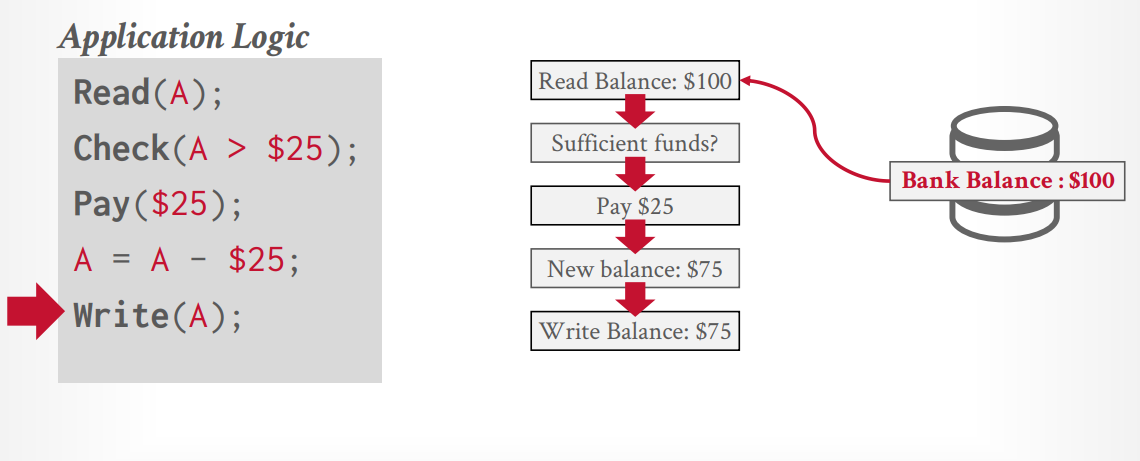 Application Logic
Read(A);
Check(A > $25);
Pay($25);
A = A - $25;
Write(A);
Read Balance: $100
Sufficient funds?
Pay $25
New balance: $75
Write Balance: $75
Bank Balance : $100